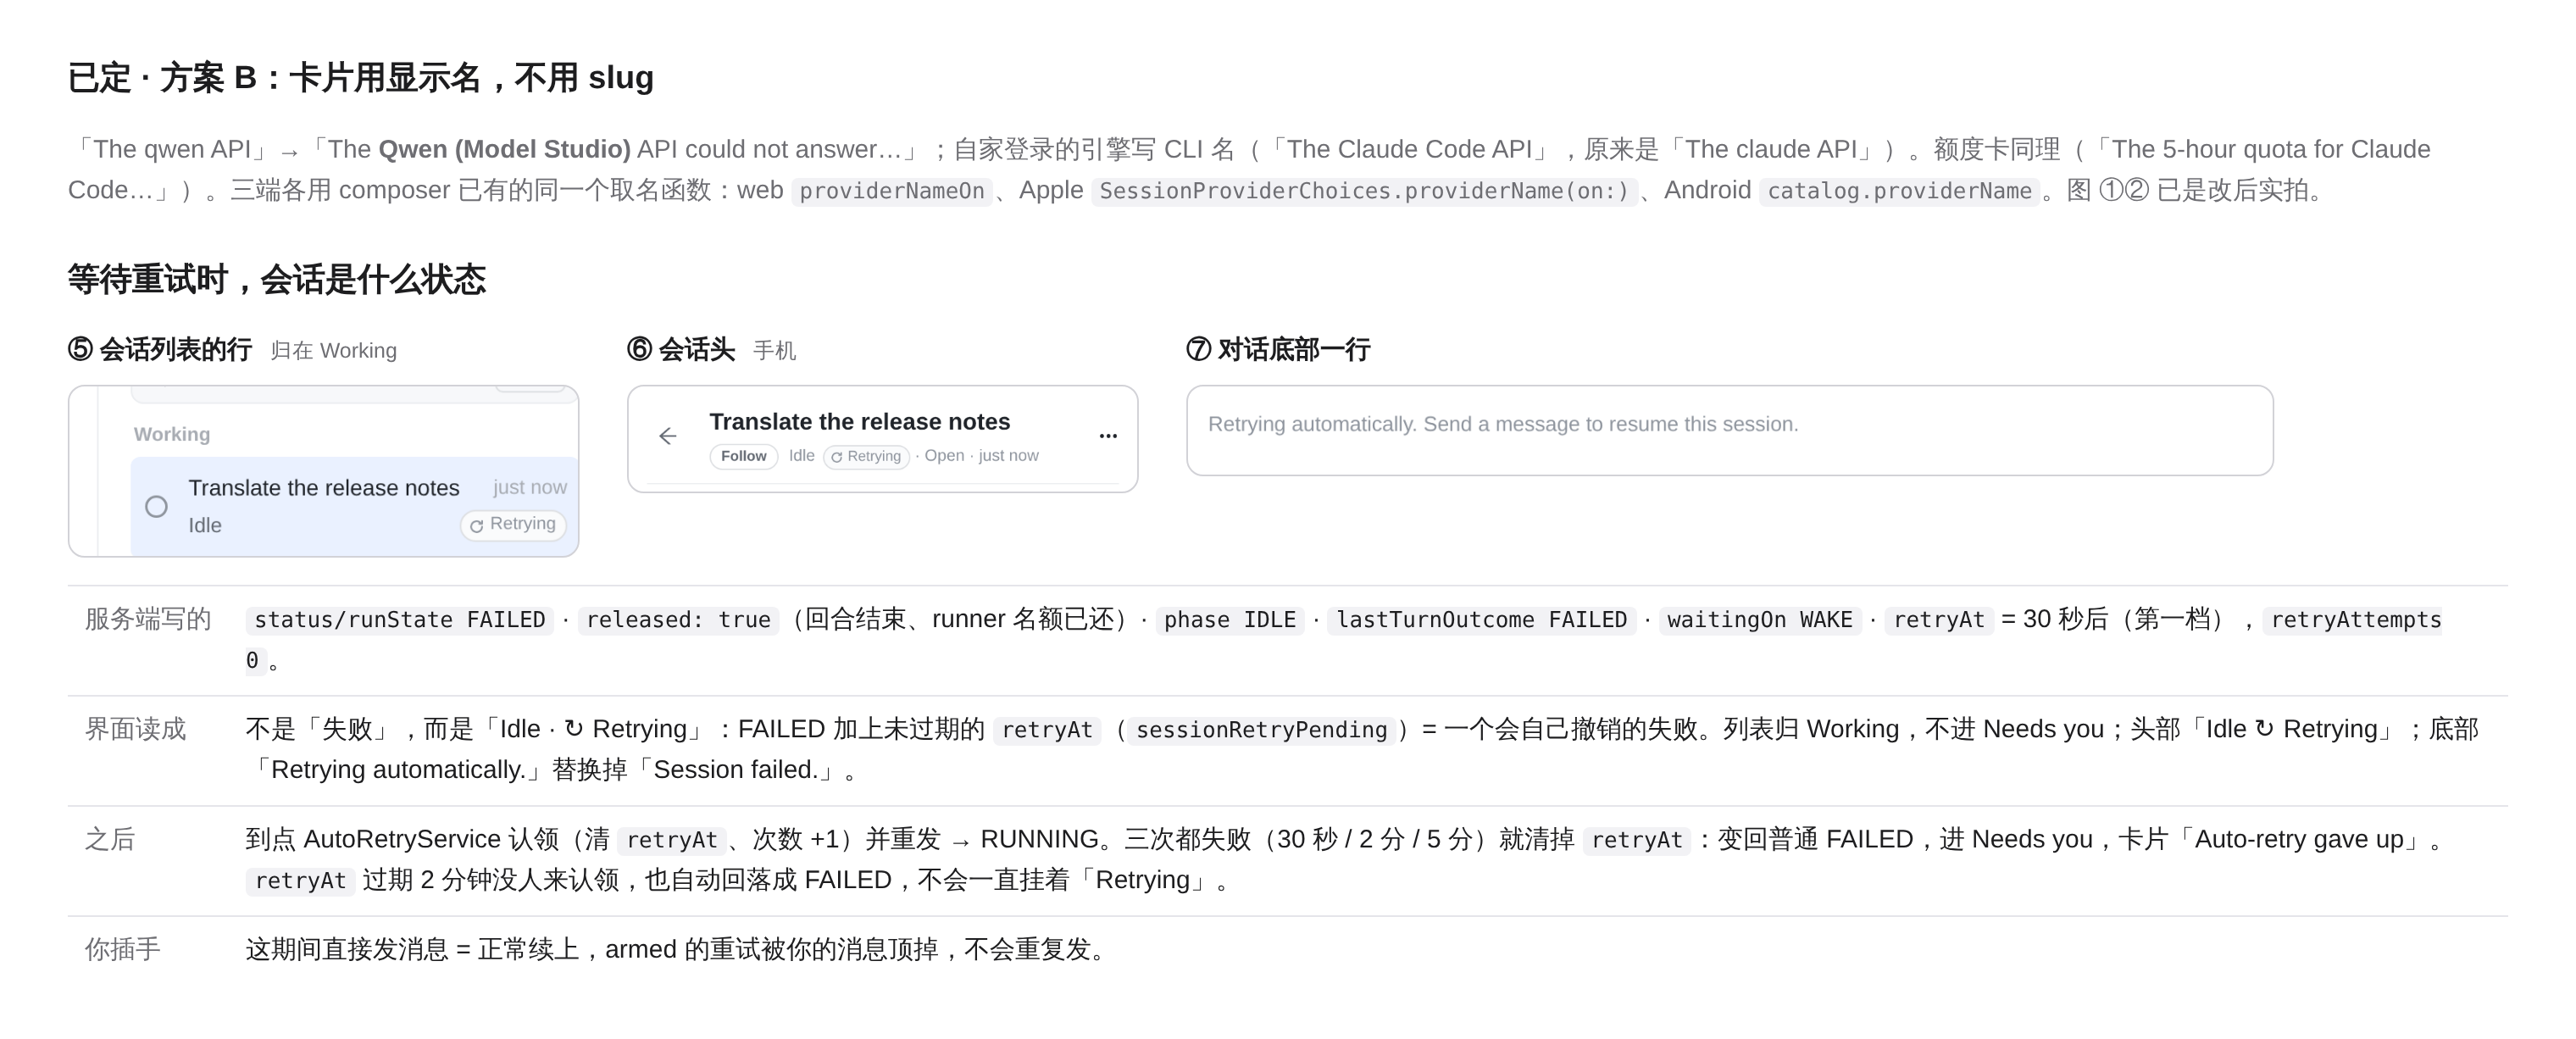 已定 · 方案 B：卡片用显示名，不用 slug
「The qwen API」→「The Qwen (Model Studio) API could not answer…」；自家登录的引擎写 CLI 名（「The Claude Code API」，原来是「The claude API」）。额度卡同理（「The 5-hour quota for Claude
Code…」）。三端各用 composer 已有的同一个取名函数：web providerNameOn、Apple SessionProviderChoices.providerName(on:)、Android catalog.providerName。图 ①② 已是改后实拍。
等待重试时，会话是什么状态
⑤ 会话列表的行 归在 Working
Working
Translate the release notes just now
Idle Retrying
⑥ 会话头 手机
Translate the release notes
Follow Idle Retrying · Open · just now
⑦ 对话底部一行
Retrying automatically. Send a message to resume this session.
服务端写的 status/runState FAILED · released: true（回合结束、runner 名额已还）· phase IDLE · lastTurnOutcome FAILED · waitingOn WAKE · retryAt = 30 秒后（第一档），retryAttempts
0。
界面读成 不是「失败」，而是「Idle · ↻ Retrying」：FAILED 加上未过期的 retryAt（sessionRetryPending）= 一个会自己撤销的失败。列表归 Working，不进 Needs you；头部「Idle ↻ Retrying」；底部
「Retrying automatically.」替换掉「Session failed.」。
之后 到点 AutoRetryService 认领（清 retryAt、次数 +1）并重发 → RUNNING。三次都失败（30 秒 / 2 分 / 5 分）就清掉 retryAt：变回普通 FAILED，进 Needs you，卡片「Auto-retry gave up」。
retryAt 过期 2 分钟没人来认领，也自动回落成 FAILED，不会一直挂着「Retrying」。
你插手 这期间直接发消息 = 正常续上，armed 的重试被你的消息顶掉，不会重复发。